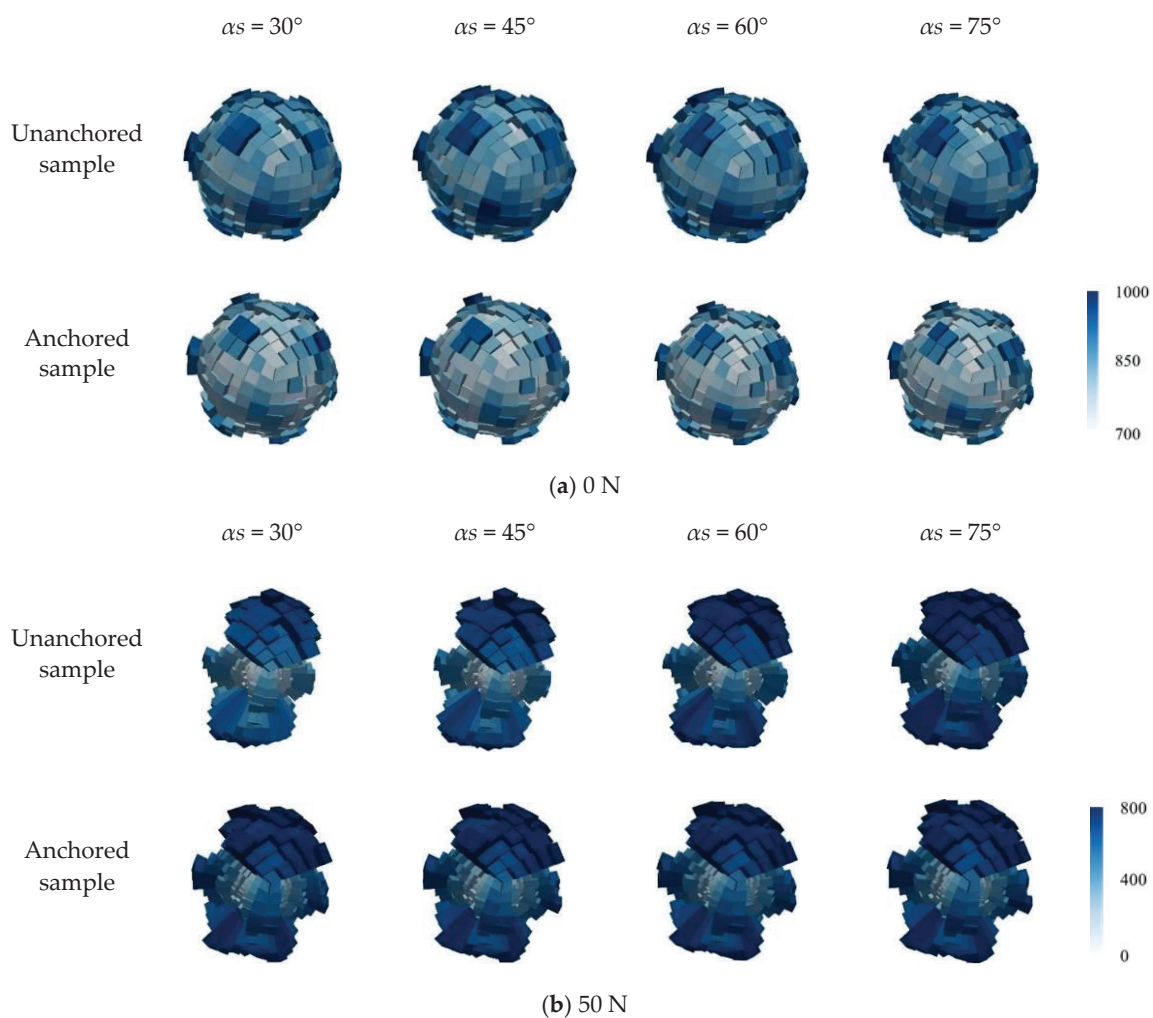 αs = 30° αs = 45° αs = 60° αs = 75°
Unanchored
sample
Anchored
sample
1000
850
700
(a) 0 N
αs = 30° αs = 45° αs = 60° αs = 75°
Unanchored
sample
Anchored
sample
800
400
0
(b) 50 N